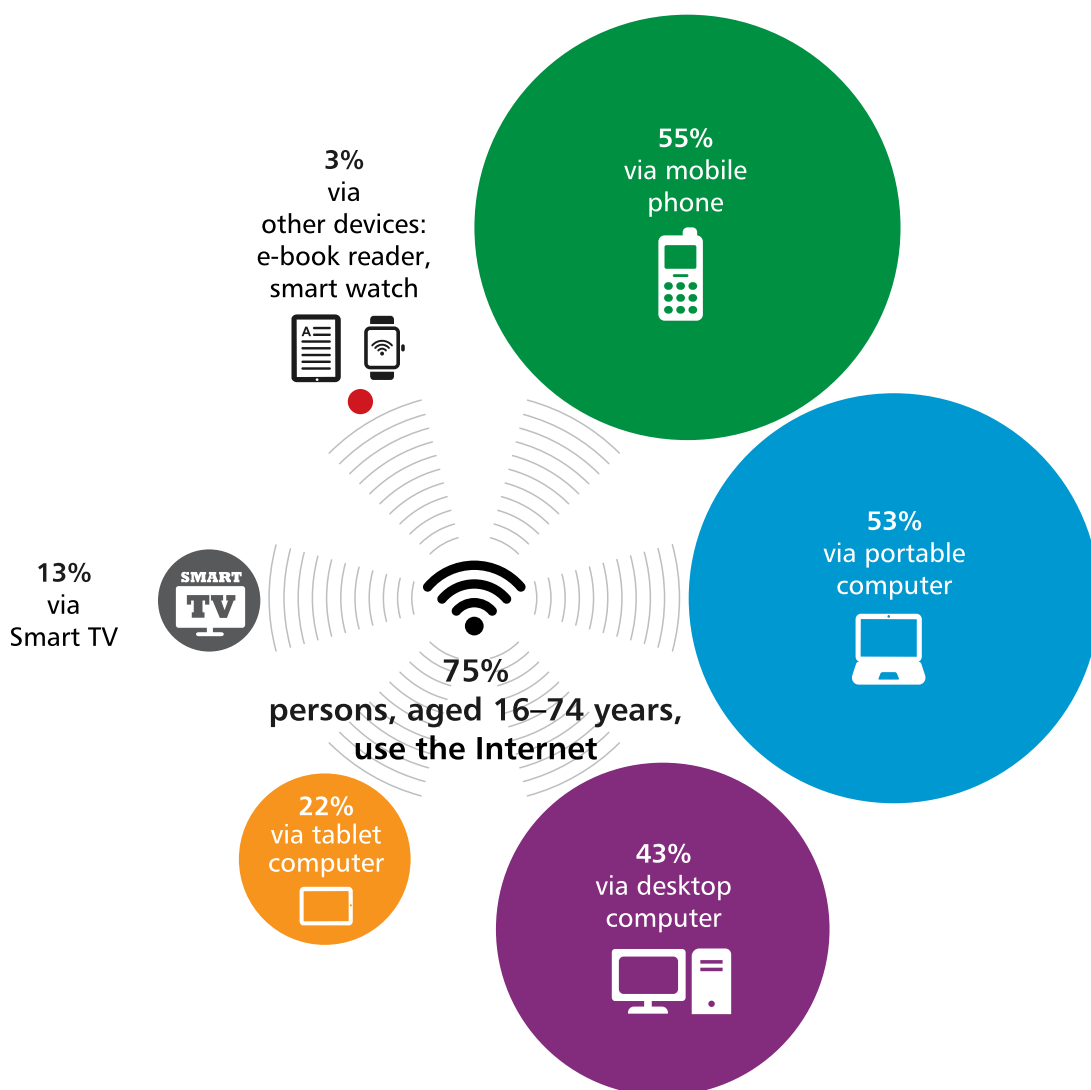 55%
via mobile
phone
3%
via
other devices:
e-book reader,
smart watch
A
53%
via portable
computer
13%
via
Smart TV
SMART
TV
75%
persons, aged 16–74 years,
use the Internet
22%
via tablet
computer
43%
via desktop
computer